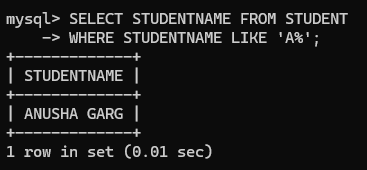 mysql> SELECT STUDENTNAME FROM STUDENT
    -> WHERE STUDENTNAME LIKE 'A%';
+-------------+
| STUDENTNAME |
+-------------+
| ANUSHA GARG |
+-------------+
1 row in set (0.01 sec)